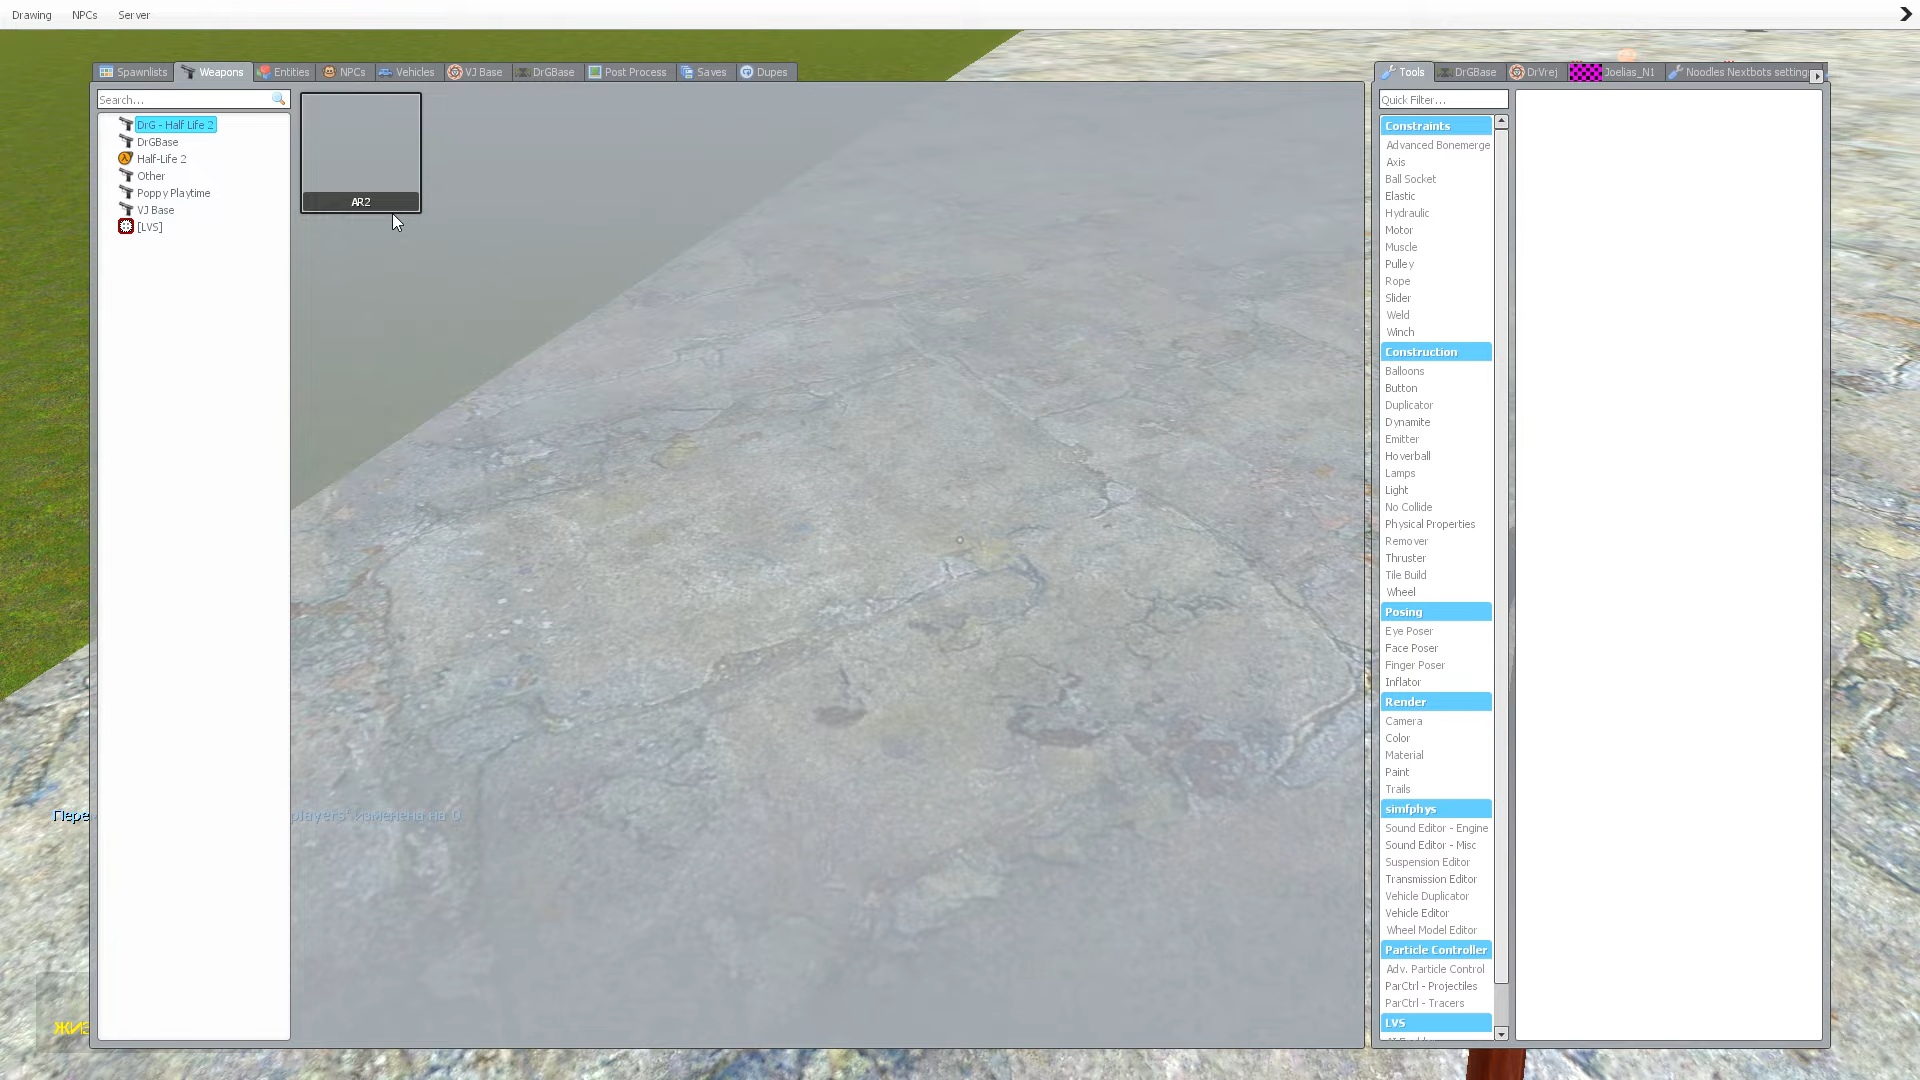 Drawing NPCs Server
Spawnlists Weapons Entities NPCs Vehicles VJ Base DrGBase Post Process Saves Dupes
Search...
DrG - Half Life 2
DrGBase
Half-Life 2
Other
Poppy Playtime
VJ Base
[LVS]
AR2
players" изменена на 0
Tools DrGBase DrVrej Joelias_N1 Noodles Nextbots setting
Quick Filter...
Constraints
Advanced Bonemerge
Axis
Ball Socket
Elastic
Hydraulic
Motor
Muscle
Pulley
Rope
Slider
Weld
Winch
Construction
Balloons
Button
Duplicator
Dynamite
Emitter
Hoverball
Lamps
Light
No Collide
Physical Properties
Remover
Thruster
Tile Build
Wheel
Posing
Eye Poser
Face Poser
Finger Poser
Inflator
Render
Camera
Color
Material
Paint
Trails
simfphys
Sound Editor - Engine
Sound Editor - Misc
Suspension Editor
Transmission Editor
Vehicle Duplicator
Vehicle Editor
Wheel Model Editor
Particle Controller
Adv. Particle Control
ParCtrl - Projectiles
ParCtrl - Tracers
LVS